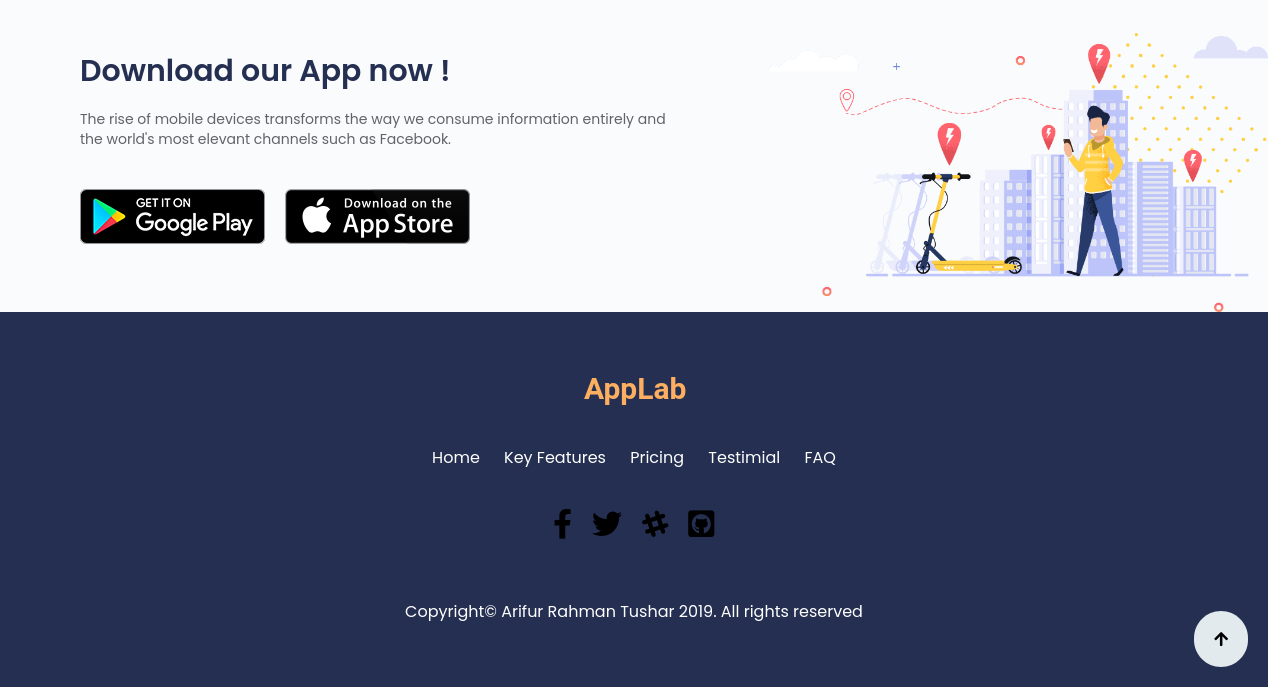 Download our App now !
The rise of mobile devices transforms the way we consume information entirely and
the world's most elevant channels such as Facebook.
GET IT ON
Google Play
Download on the
App Store
AppLab
Home Key Features Pricing Testimial FAQ
Copyright© Arifur Rahman Tushar 2019. All rights reserved